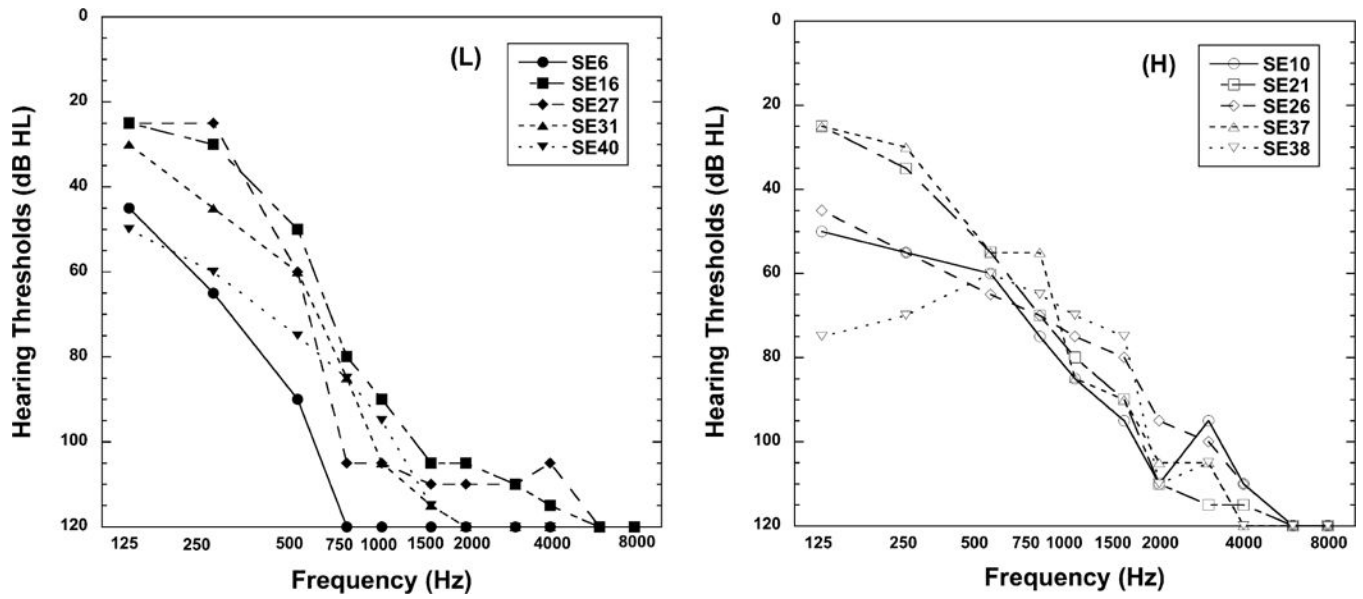 0
20
40
60
80
100
120
Hearing Thresholds (dB HL)
(L)
SE6
SE16
SE27
SE31
SE40
125 250 500 750 1000 1500 2000 4000 8000
Frequency (Hz)
0
20
40
60
80
100
120
Hearing Thresholds (dB HL)
(H)
SE10
SE21
SE26
SE37
SE38
125 250 500 750 1000 1500 2000 4000 8000
Frequency (Hz)